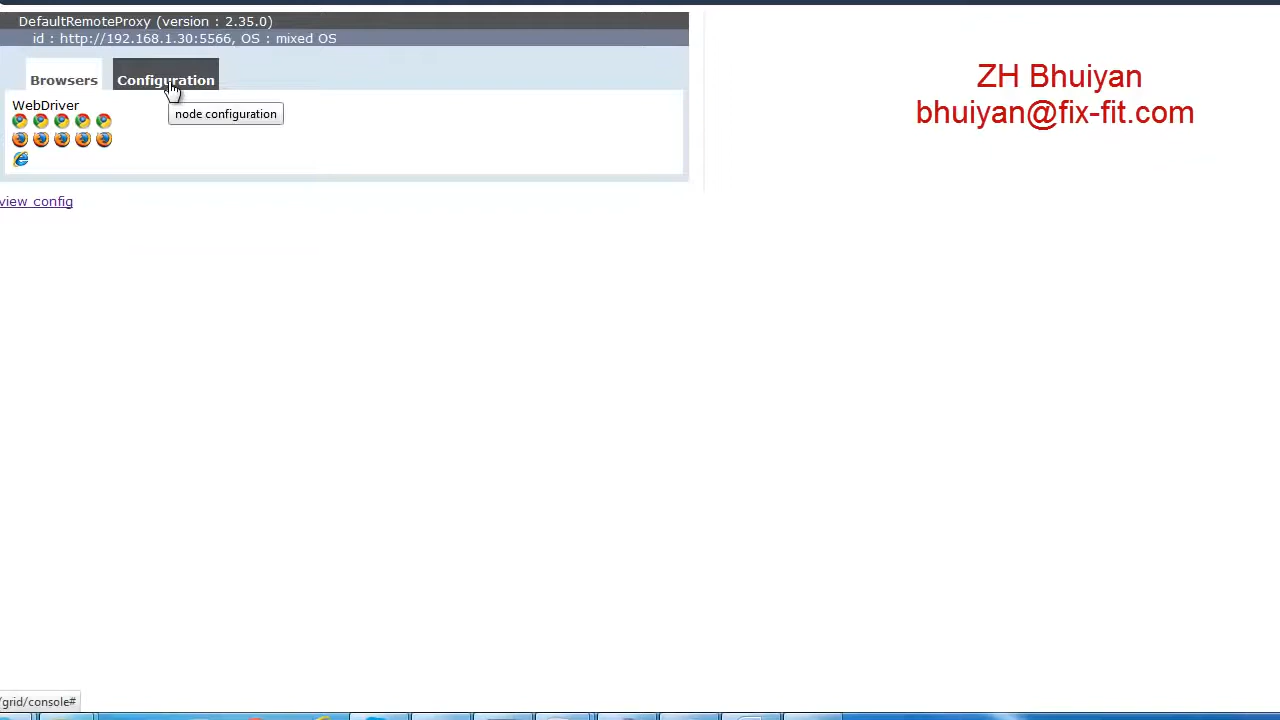 DefaultRemoteProxy (version : 2.35.0)
id : http://192.168.1.30:5566, OS : mixed OS
Browsers
Configuration
node configuration
WebDriver
view config
ZH Bhuiyan
bhuiyan@fix-fit.com
/grid/console#